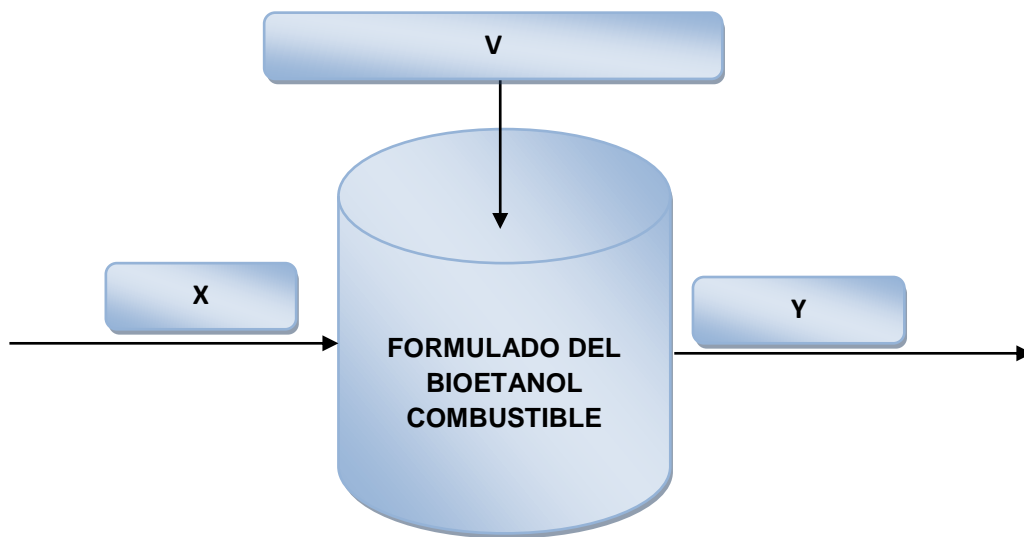 V
X
Y
FORMULADO DEL
BIOETANOL
COMBUSTIBLE